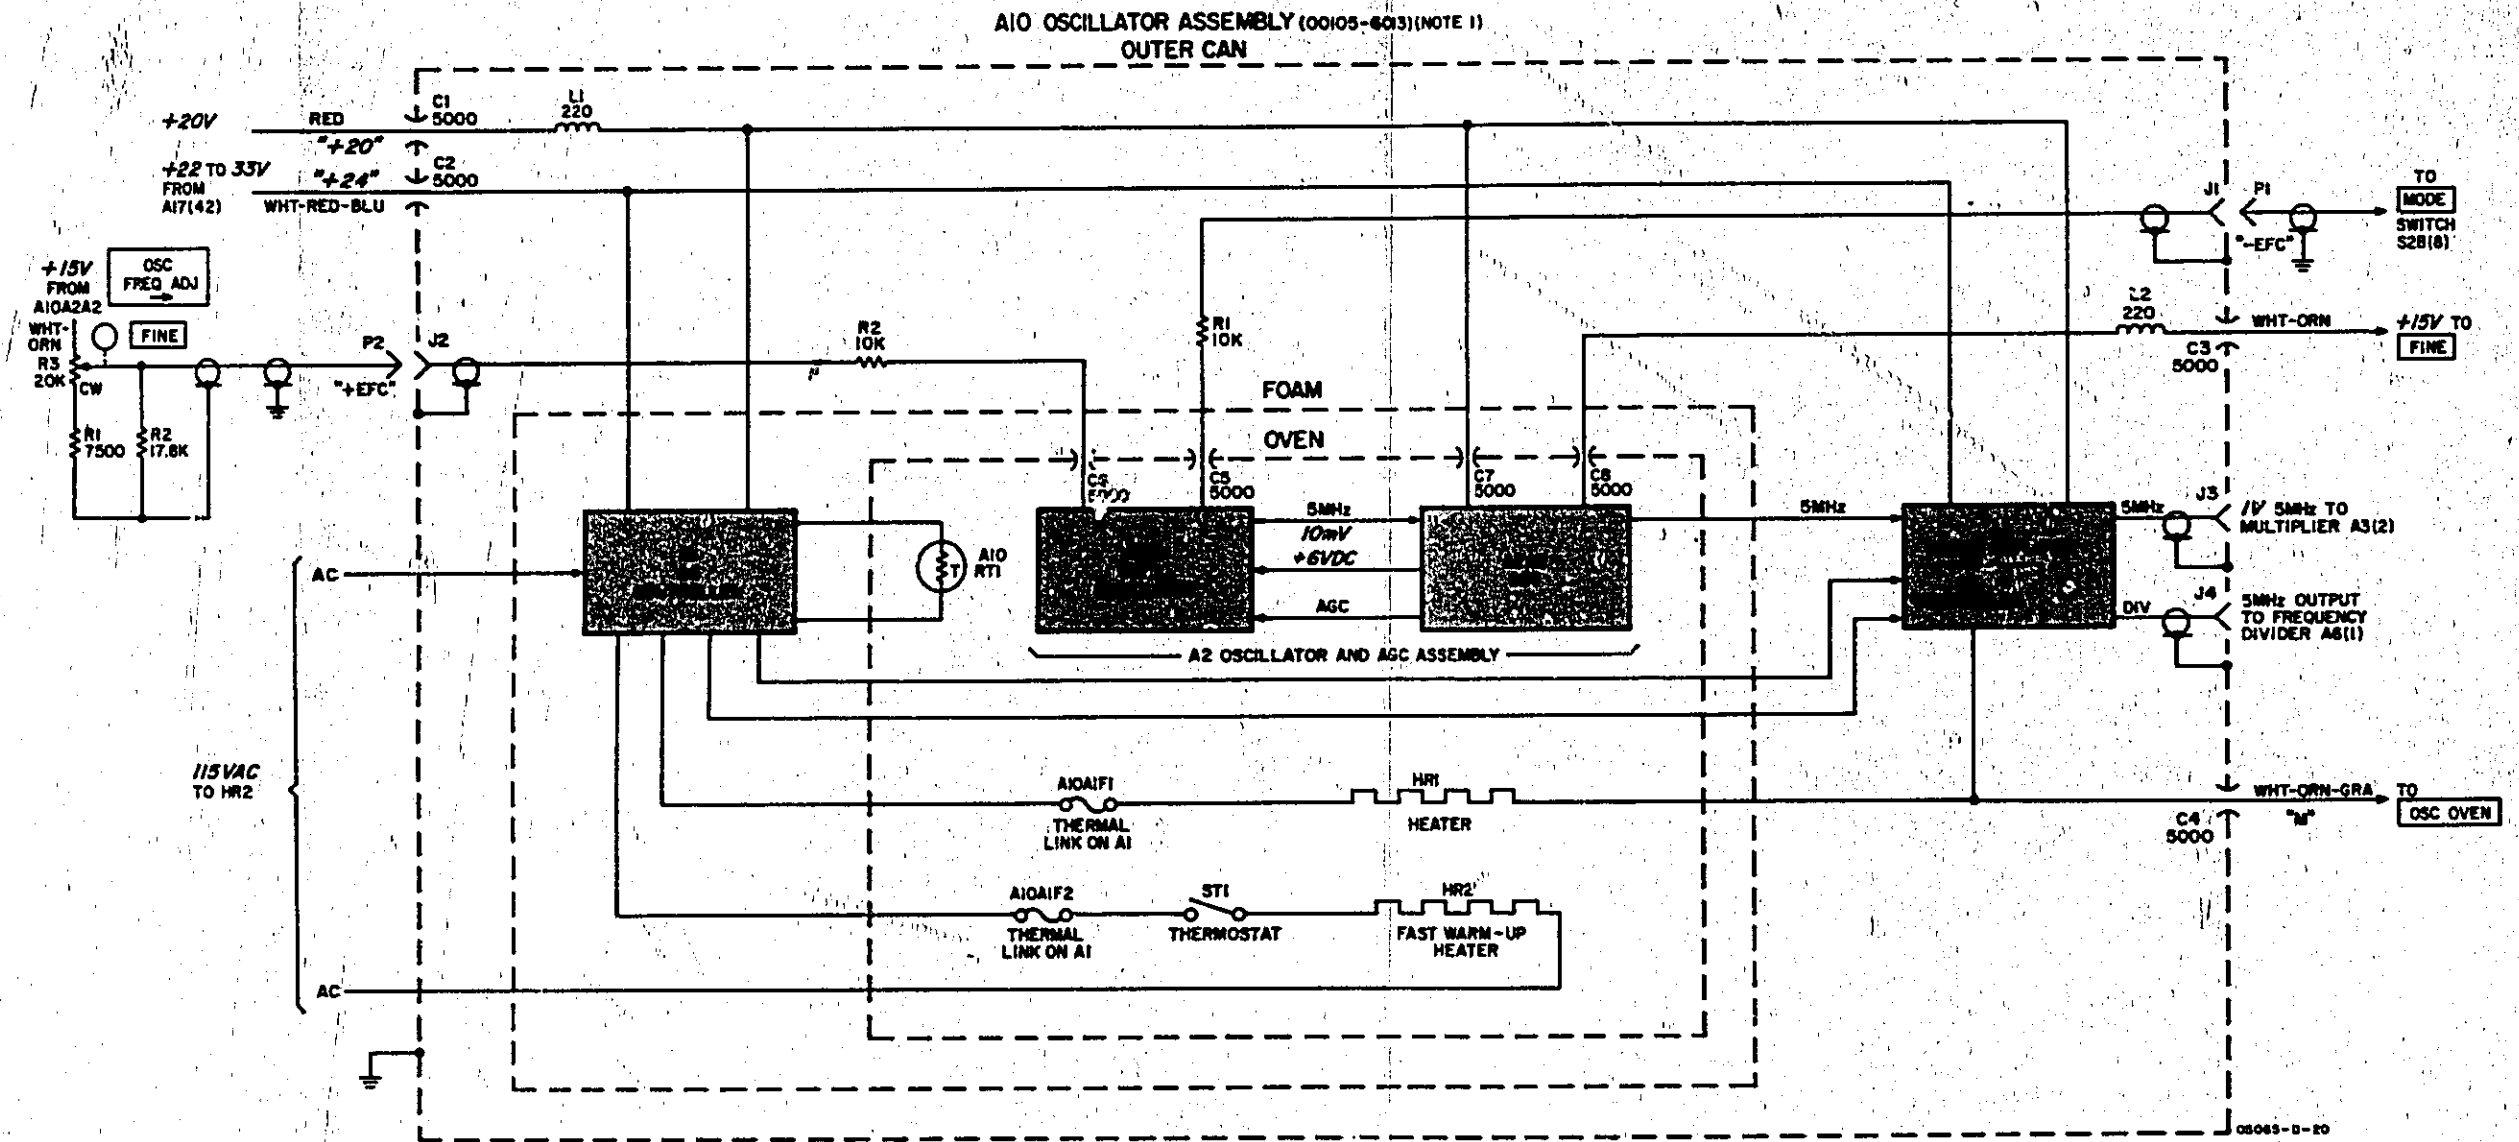 A10 OSCILLATOR ASSEMBLY (00105-6013)(NOTE 1)
OUTER CAN
+20V
RED
"+20"
C1
5000
L1
220
+22 TO 33V
FROM
A17(42)
"+24"
WHT-RED-BLU
C2
5000
+15V
FROM
A10A2A2
WHT-
ORN
R3
20K
CW
OSC
FREQ ADJ
FINE
R1
7500
R2
17.8K
P2
"+EFC"
J2
R2
10K
R1
10K
J1
P1
"-EFC"
TO
MODE
SWITCH
S2B(8)
L2
220
WHT-ORN
+15V TO
FINE
C3
5000
FOAM
OVEN
C6
5000
C5
5000
C7
5000
C8
5000
AC
A10
RT1
5MHz
10mV
+6VDC
AGC
5MHz
5MHz
J3
1V 5MHz TO
MULTIPLIER A3(2)
DIV
J4
5MHz OUTPUT
TO FREQUENCY
DIVIDER A6(1)
A2 OSCILLATOR AND AGC ASSEMBLY
115VAC
TO HR2
A10A1F1
THERMAL
LINK ON A1
HR1
HEATER
WHT-ORN-GRA
"M"
TO
OSC OVEN
C4
5000
A10A1F2
THERMAL
LINK ON A1
ST1
THERMOSTAT
HR2
FAST WARM-UP
HEATER
AC
05065-D-20